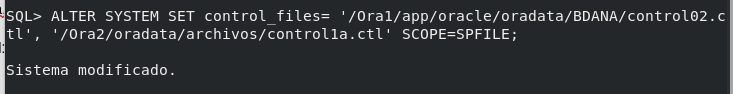 SQL> ALTER SYSTEM SET control_files= '/Ora1/app/oracle/oradata/BDANA/control02.c
tl', '/Ora2/oradata/archivos/control1a.ctl' SCOPE=SPFILE;
Sistema modificado.